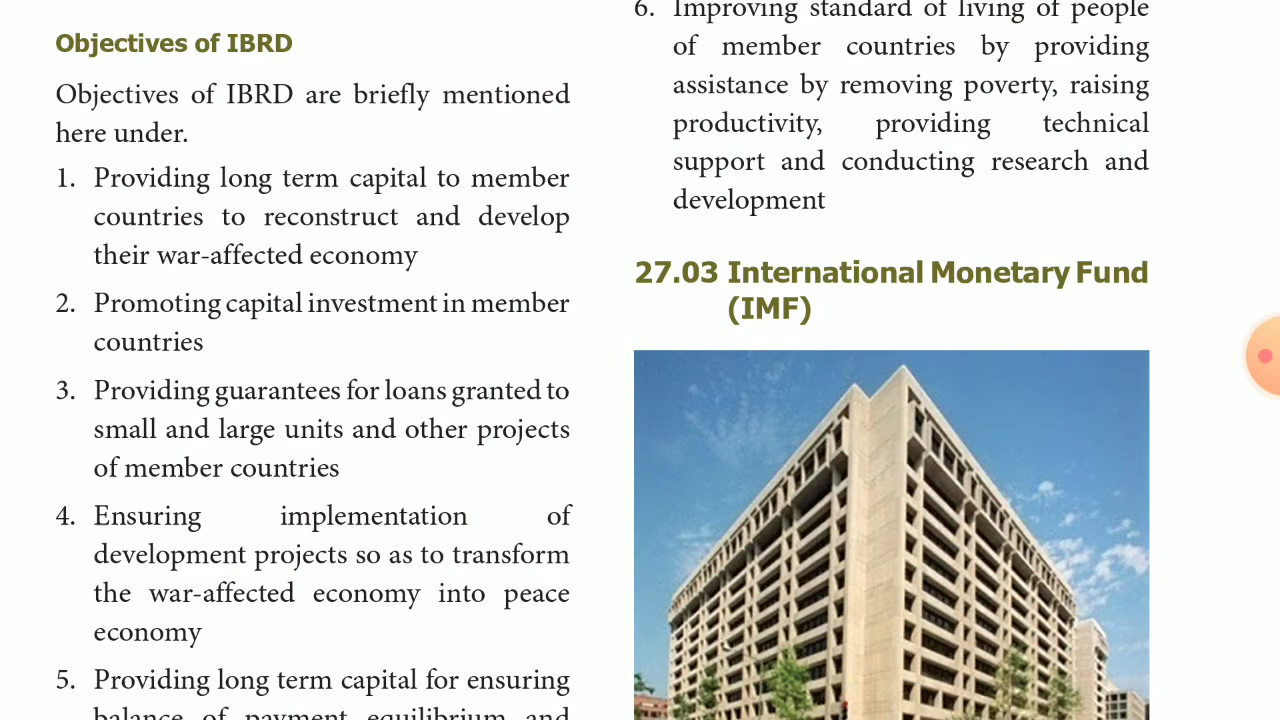 Objectives of IBRD
Objectives of IBRD are briefly mentioned
here under.
1. Providing long term capital to member
countries to reconstruct and develop
their war-affected economy
2. Promoting capital investment in member
countries
3. Providing guarantees for loans granted to
small and large units and other projects
of member countries
4. Ensuring implementation of
development projects so as to transform
the war-affected economy into peace
economy
5. Providing long term capital for ensuring
balance of payment equilibrium and
6. Improving standard of living of people
of member countries by providing
assistance by removing poverty, raising
productivity, providing technical
support and conducting research and
development
27.03 International Monetary Fund
(IMF)